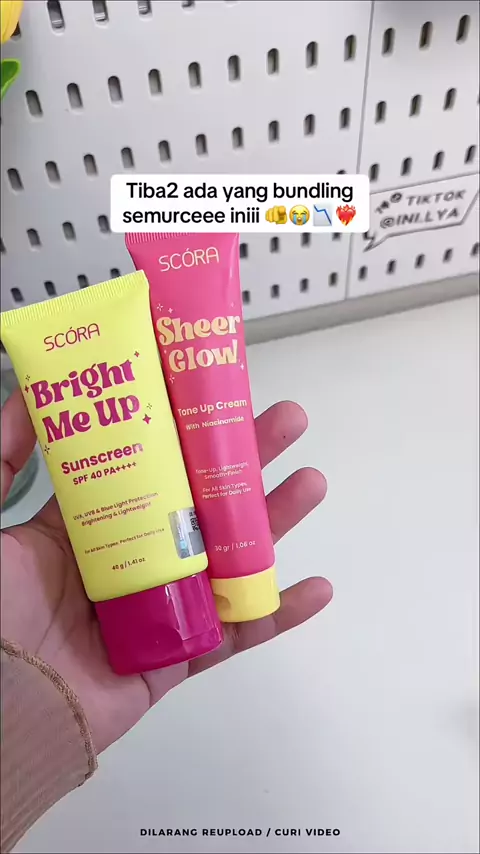 Tiba2 ada yang bundling
semurceee iniii 🫵😭📉❤️‍🔥
TIKTOK
@INI.LYA
SCÓRA
Sheer
Glow
Tone Up Cream
With Niacinamide
Tone-Up, Lightweight,
Smooth-Finish
For All Skin Types,
Perfect for Daily Use
30 gr / 1,06 oz
SCÓRA
Bright
Me Up
Sunscreen
SPF 40 PA++++
UVA, UVB & Blue Light Protection
Brightening & Lightweight
For All Skin Types, Perfect for Daily Use
40 g / 1.41 oz
DILARANG REUPLOAD / CURI VIDEO